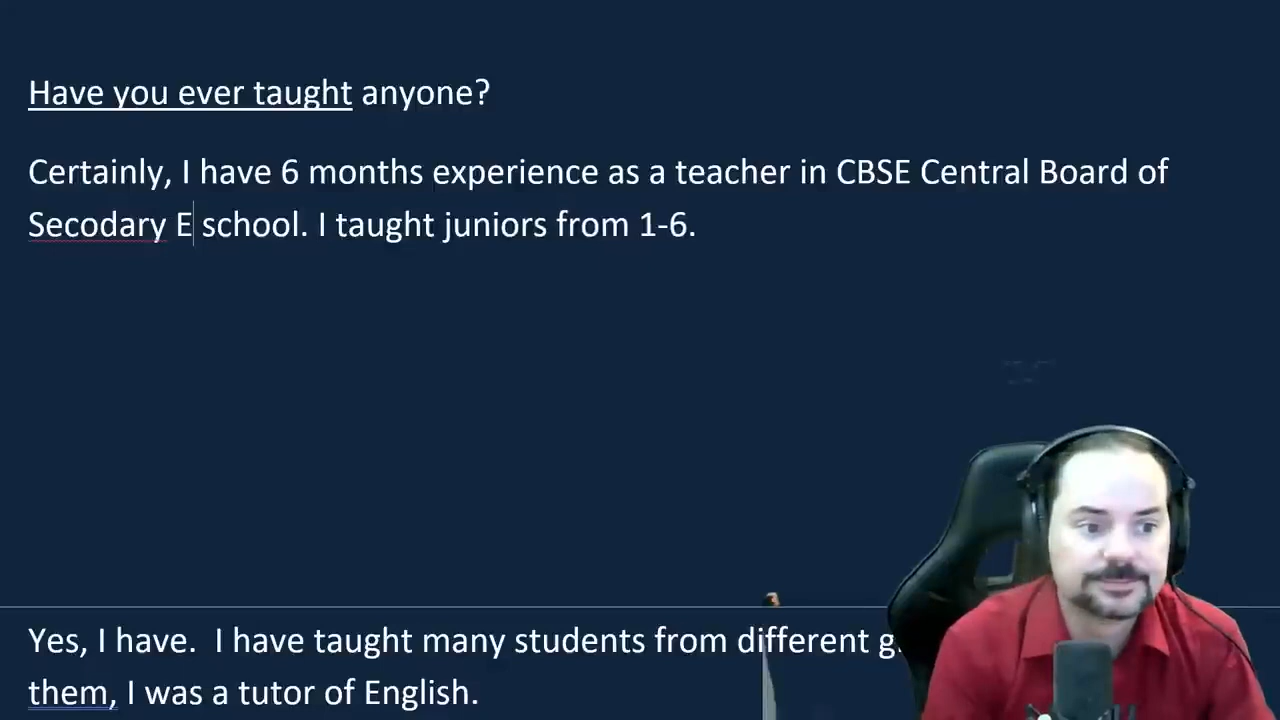 Have you ever taught anyone?
Certainly, I have 6 months experience as a teacher in CBSE Central Board of
Secodary E school. I taught juniors from 1-6.
Yes, I have. I have taught many students from different
them, I was a tutor of English.